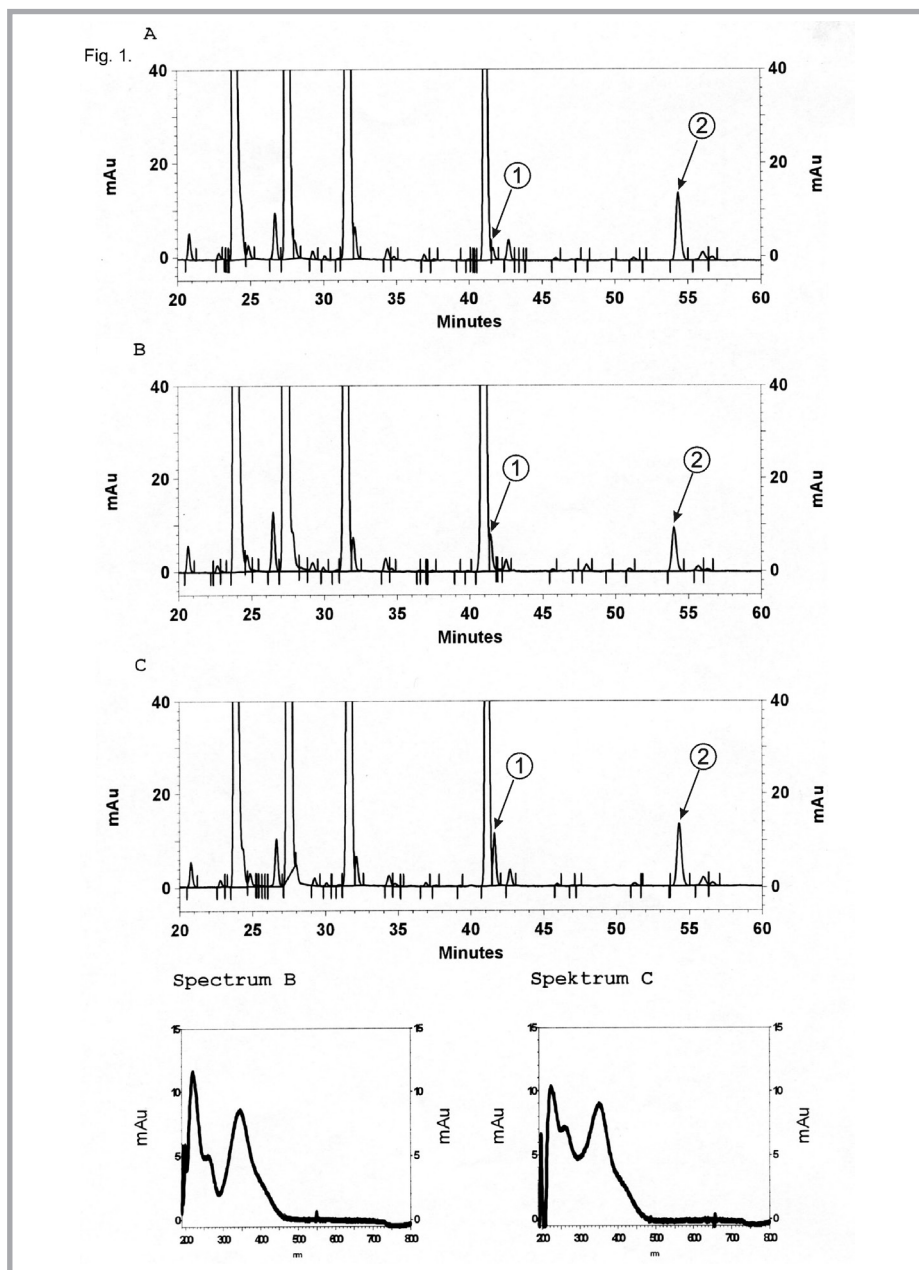 A
Fig. 1.
40 40
② 
①
20 20
mAu mAu
0 0
20 25 30 35 40 45 50 55 60
Minutes
B
40 40
① ②
20 20
mAu mAu
0 0
20 25 30 35 40 45 50 55 60
Minutes
C
40 40
① ②
20 20
mAu mAu
0 0
20 25 30 35 40 45 50 55 60
Minutes
Spectrum B Spektrum C
15 15 15 15
10 10 10 10
mAu mAu mAu mAu
5 5 5 5
0 0 0 0
200 300 400 500 600 700 800 200 300 400 500 600 700 800
nm nm